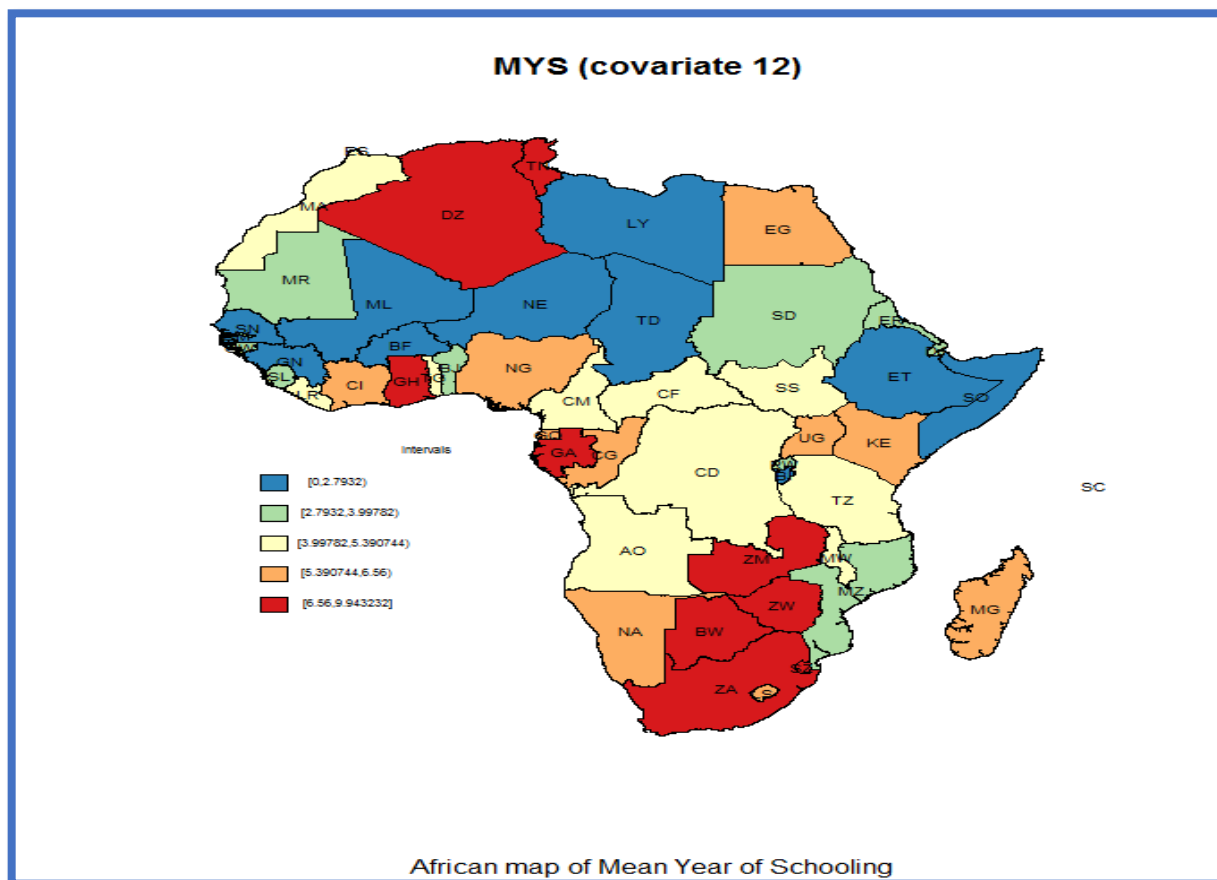 MYS (covariate 12)
ES
TN
MA
DZ
LY
EG
MR
ML
NE
TD
SD
ER
SN
BF
GN
SL
LR
CI
GH
TG
BJ
NG
CM
CF
SS
ET
SO
Intervals
[0,2.7932)
[2.7932,3.99782)
[3.99782,5.390744)
[5.390744,6.56)
[6.56,9.943232]
GQ
GA
CG
CD
UG
KE
RW
TZ
SC
AO
ZM
MW
MZ
ZW
MG
NA
BW
SZ
ZA
African map of Mean Year of Schooling